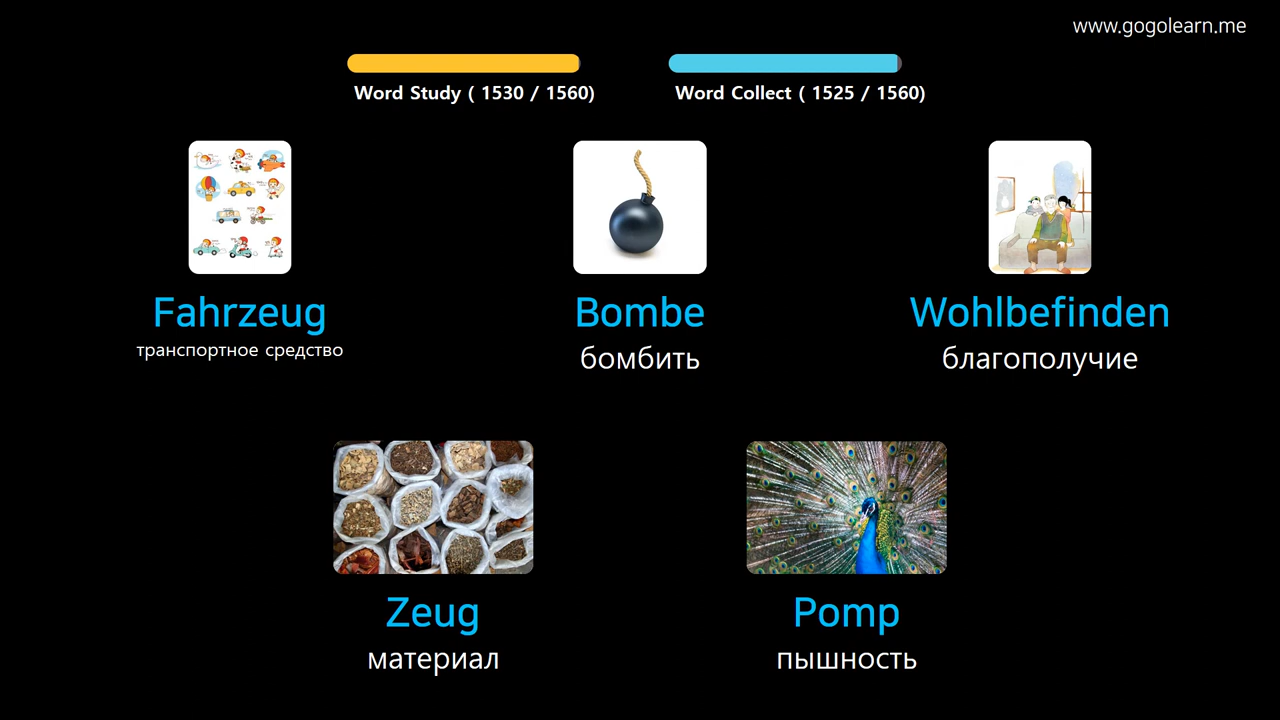 www.gogolearn.me
Word Study ( 1530 / 1560)
Word Collect ( 1525 / 1560)
Fahrzeug
транспортное средство
Bombe
бомбить
Wohlbefinden
благополучие
Zeug
материал
Pomp
пышность